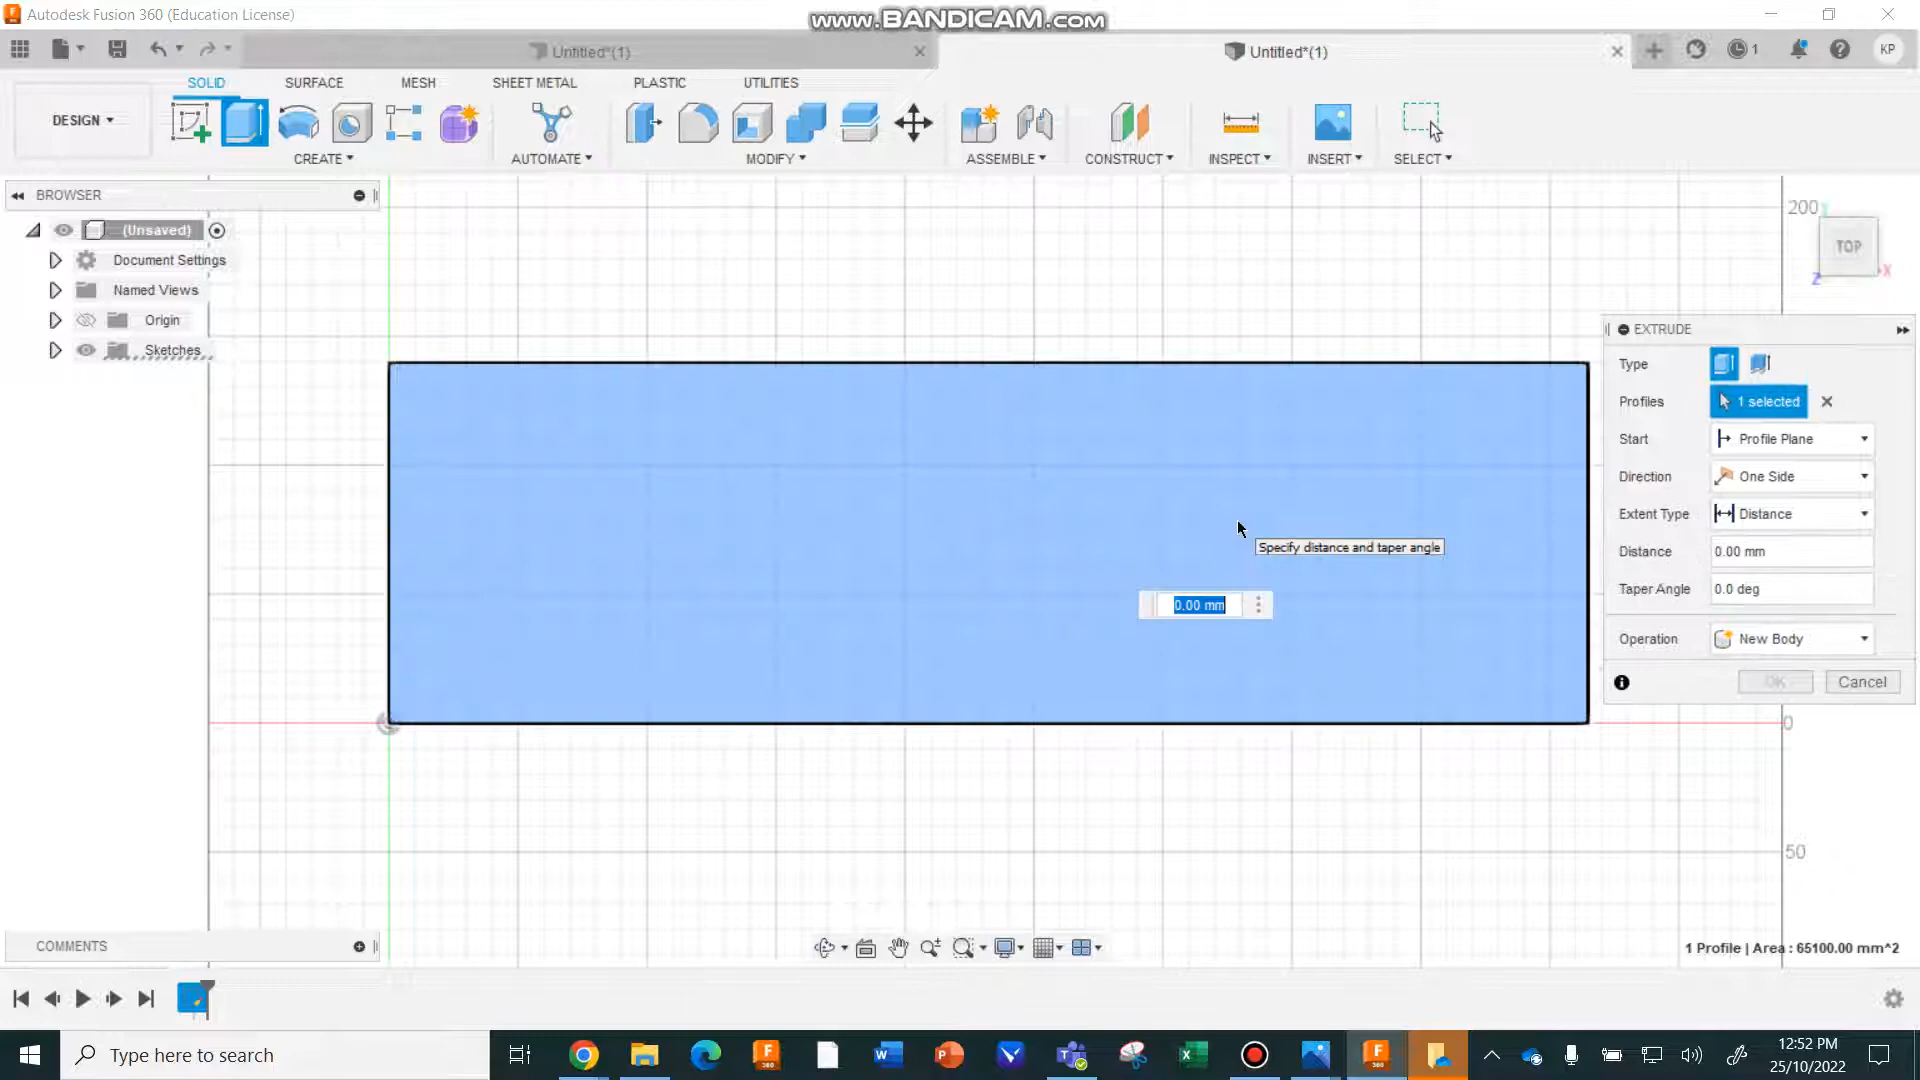 Autodesk Fusion 360 (Education License)
www.BANDICAM.com
Untitled*(1)
Untitled*(1)
1
KP
SOLID
SURFACE
MESH
SHEET METAL
PLASTIC
UTILITIES
DESIGN
CREATE
AUTOMATE
MODIFY
ASSEMBLE
CONSTRUCT
INSPECT
INSERT
SELECT
BROWSER
(Unsaved)
Document Settings
Named Views
Origin
Sketches
200
Y
TOP
X
Z
EXTRUDE
Type
Profiles
1 selected
Start
Profile Plane
Direction
One Side
Extent Type
Distance
Distance
0.00 mm
Taper Angle
0.0 deg
Operation
New Body
OK
Cancel
Specify distance and taper angle
0.00 mm
0
50
COMMENTS
1 Profile | Area : 65100.00 mm^2
Type here to search
12:52 PM
25/10/2022